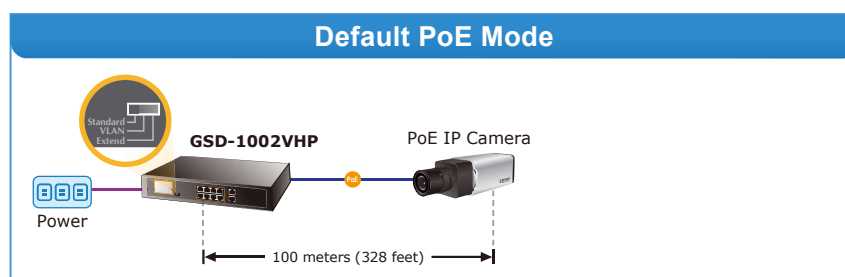 Default PoE Mode
Standard
VLAN
Extend
GSD-1002VHP
PoE IP Camera
PoE
Power
100 meters (328 feet)